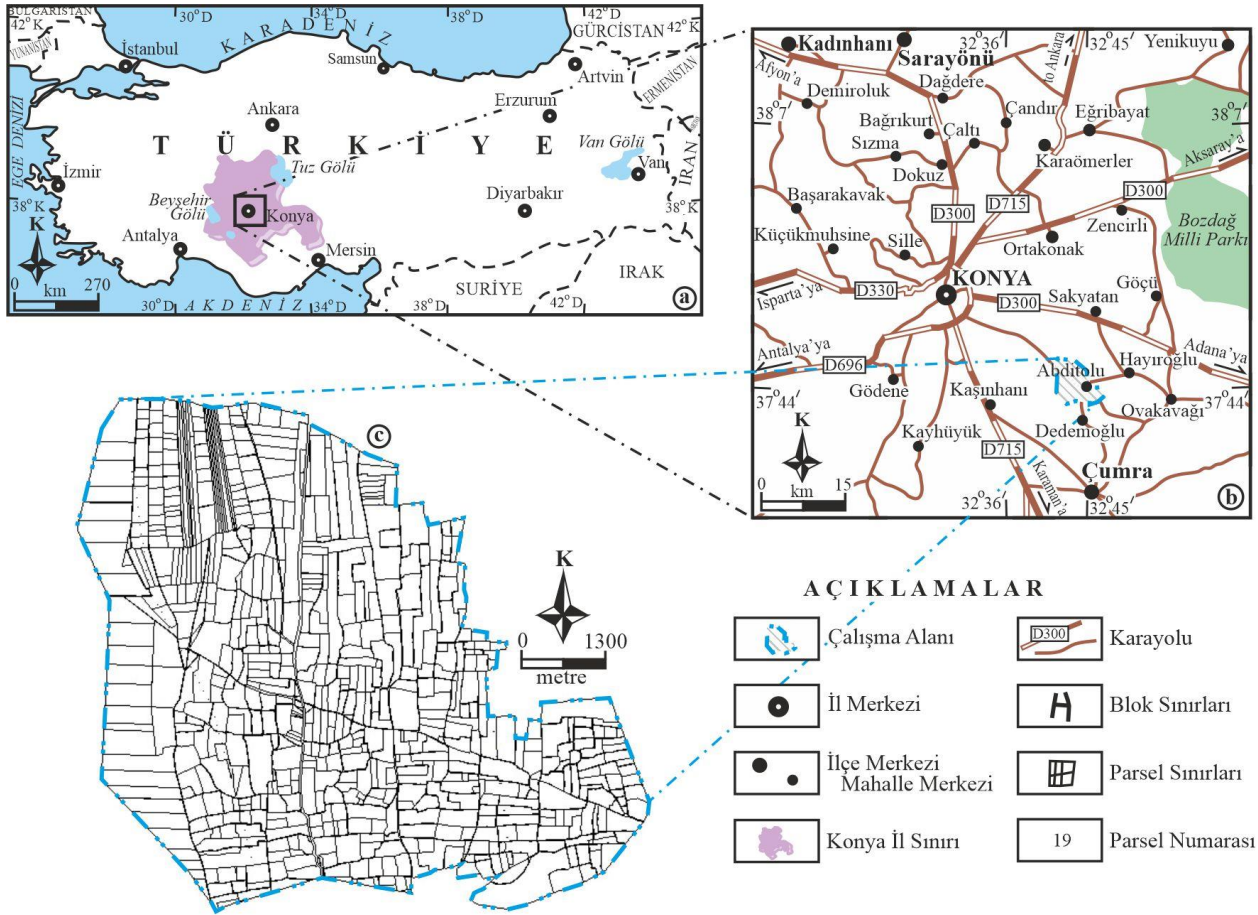 BULGARİSTAN
42°K
30°D
34°D
38°D
42°D
42°K
YUNANİSTAN
KARADENİZ
GÜRCİSTAN
İstanbul
Samsun
Artvin
ERMENİSTAN
Ankara
Erzurum
EGE DENİZİ
TÜRKİYE
Van Gölü
İRAN
İzmir
Tuz Gölü
Van
38°K
Beyşehir
Gölü
Diyarbakır
38°K
K
Konya
Antalya
Mersin
IRAK
0 270
km
SURİYE
30°D
AKDENİZ
34°D
38°D
42°D
a
Kadınhanı
Sarayönü
32°36′
to Ankara
32°45′
Yenikuyu
Afyon'a
Dağdere
38°7′
Demiroluk
Çandır
Eğribayat
38°7′
Bağrıkurt
Çaltı
Sızma
Karaömerler
Aksaray'a
Dokuz
D300
Başarakavak
D300
D715
Zencirli
Bozdağ
Milli Parkı
Küçükmuhsine
Sille
Ortakonak
Isparta'ya
D330
KONYA
D300
Sakyatan
Göçü
Antalya'ya
D696
Abditolu
Hayıroğlu
Adana'ya
Gödene
Kaşınhanı
37°44′
37°44′
Ovakavağı
K
Kayhüyük
Dedemoğlu
D715
Çumra
0 15
km
Karaman'a
32°36′
32°45′
b
c
K
0 1300
metre
AÇIKLAMALAR
Çalışma Alanı
D300
Karayolu
İl Merkezi
Blok Sınırları
İlçe Merkezi
Mahalle Merkezi
Parsel Sınırları
Konya İl Sınırı
19
Parsel Numarası